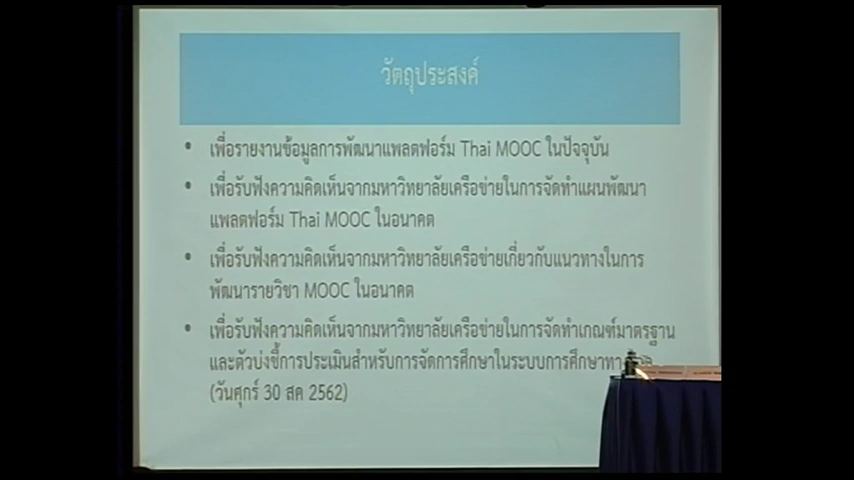 วัตถุประสงค์
• เพื่อรายงานข้อมูลการพัฒนาแพลตฟอร์ม Thai MOOC ในปัจจุบัน
• เพื่อรับฟังความคิดเห็นจากมหาวิทยาลัยเครือข่ายในการจัดทำแผนพัฒนา
แพลตฟอร์ม Thai MOOC ในอนาคต
• เพื่อรับฟังความคิดเห็นจากมหาวิทยาลัยเครือข่ายเกี่ยวกับแนวทางในการ
พัฒนารายวิชา MOOC ในอนาคต
• เพื่อรับฟังความคิดเห็นจากมหาวิทยาลัยเครือข่ายในการจัดทำเกณฑ์มาตรฐาน
และตัวบ่งชี้การประเมินสำหรับการจัดการศึกษาในระบบการศึกษาทา
(วันศุกร์ 30 สค 2562)